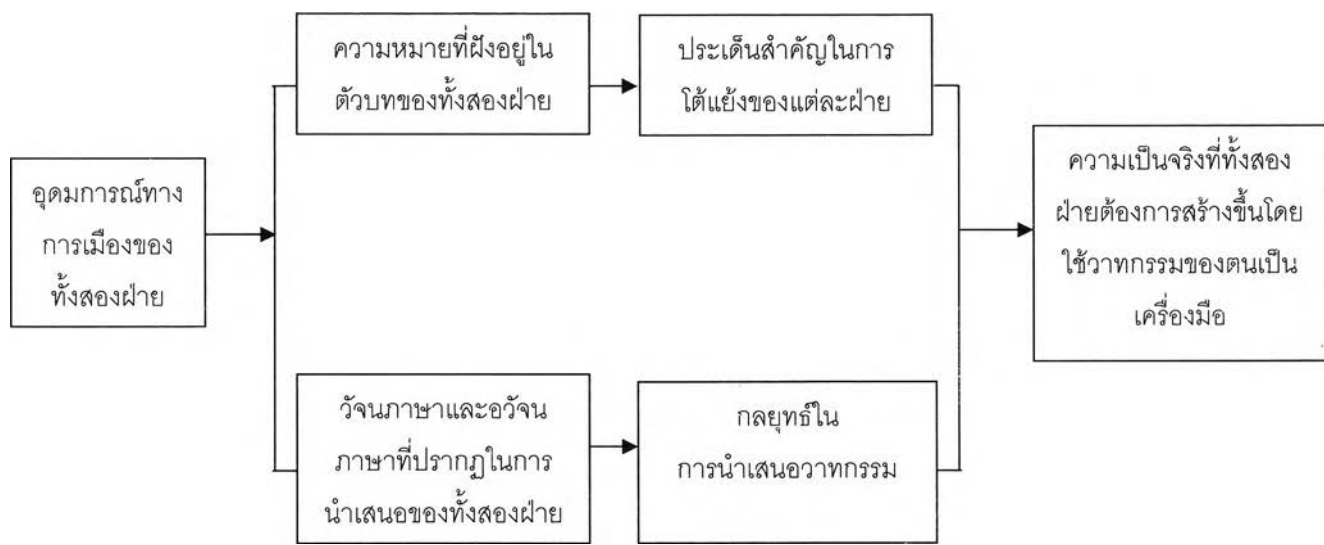 ความหมายที่ฝังอยู่ใน
ตัวบทของทั้งสองฝ่าย
ประเด็นสำคัญในการ
โต้แย้งของแต่ละฝ่าย
อุดมการณ์ทาง
การเมืองของ
ทั้งสองฝ่าย
ความเป็นจริงที่ทั้งสอง
ฝ่ายต้องการสร้างขึ้นโดย
ใช้วาทกรรมของตนเป็น
เครื่องมือ
วัจนภาษาและอวัจน
ภาษาที่ปรากฏในการ
นำเสนอของทั้งสองฝ่าย
กลยุทธ์ใน
การนำเสนอวาทกรรม